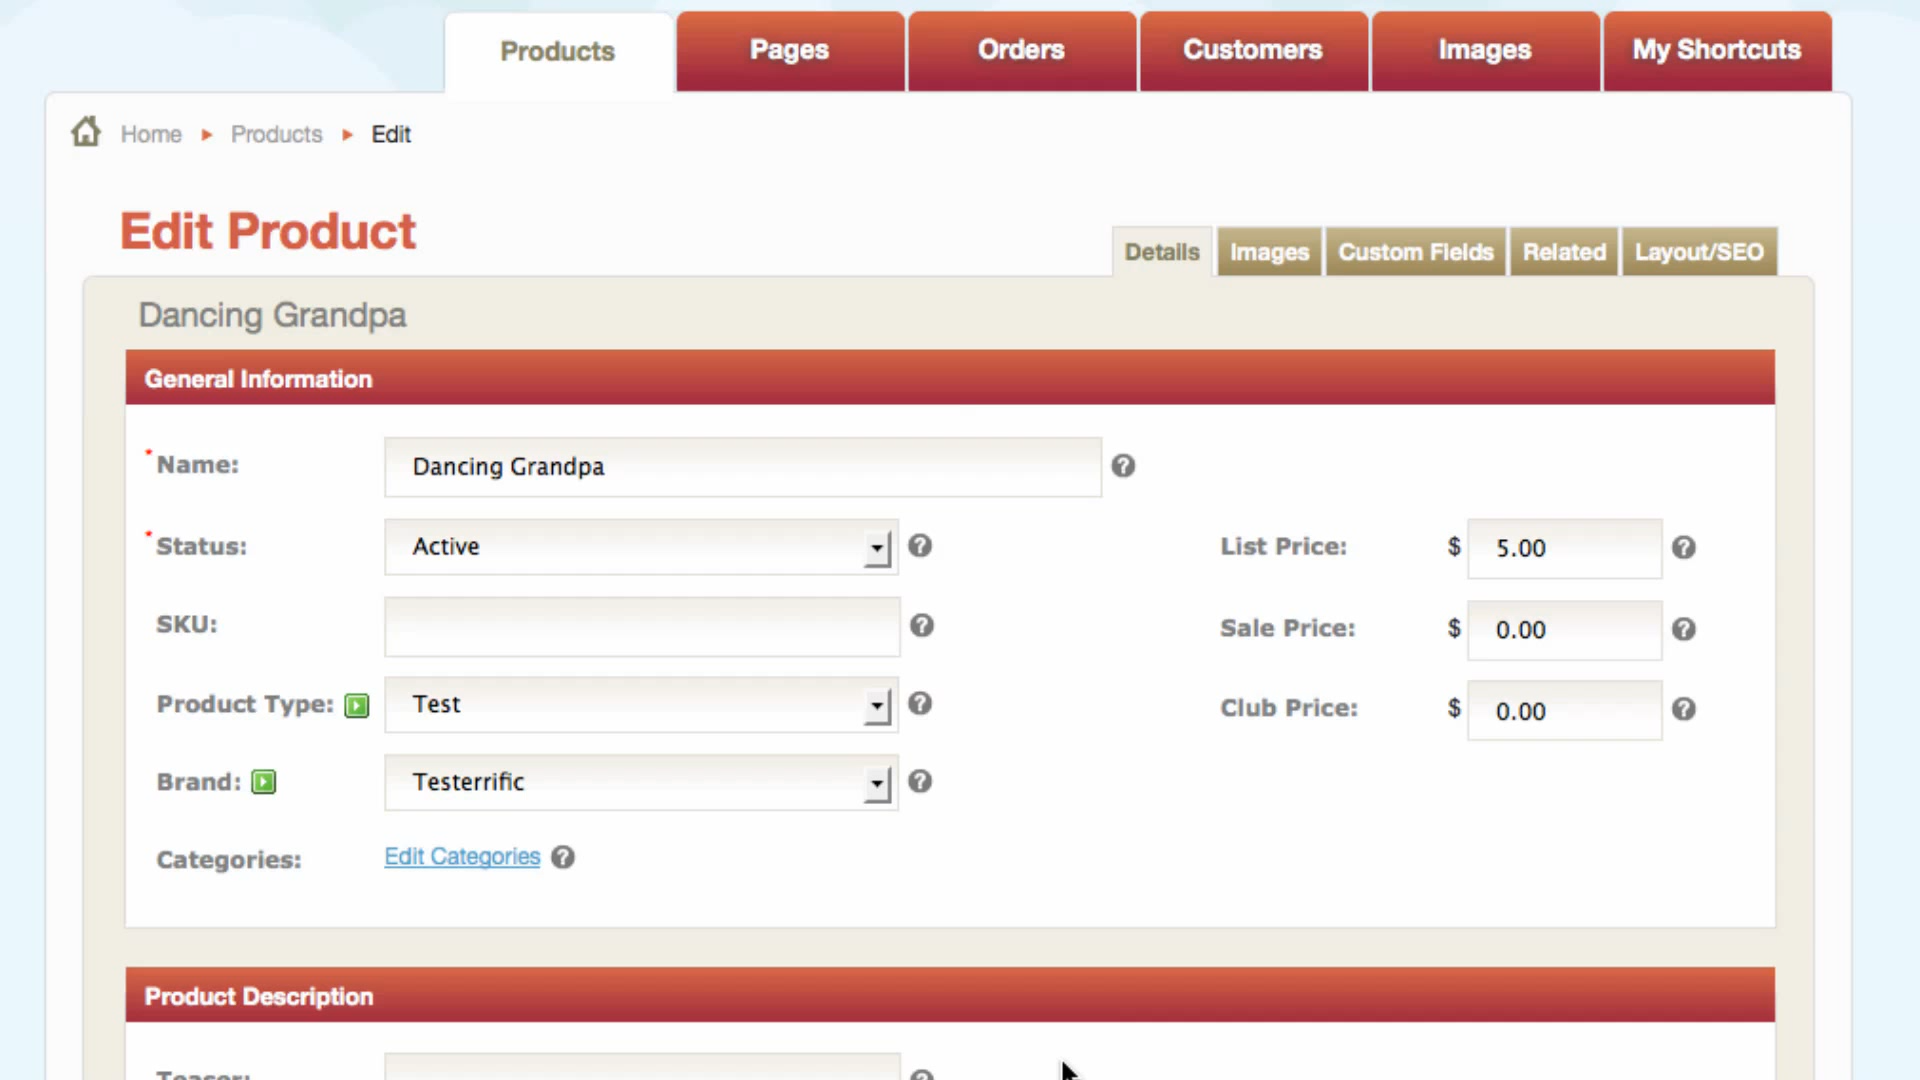 Products Pages Orders Customers Images My Shortcuts
Home Products Edit
Edit Product
Details Images Custom Fields Related Layout/SEO
Dancing Grandpa
General Information
* Name: Dancing Grandpa ?
* Status: Active ? List Price: $ 5.00 ?
SKU: ? Sale Price: $ 0.00 ?
Product Type: Test ? Club Price: $ 0.00 ?
Brand: Testerrific ?
Categories: Edit Categories ?
Product Description
Teaser: ?